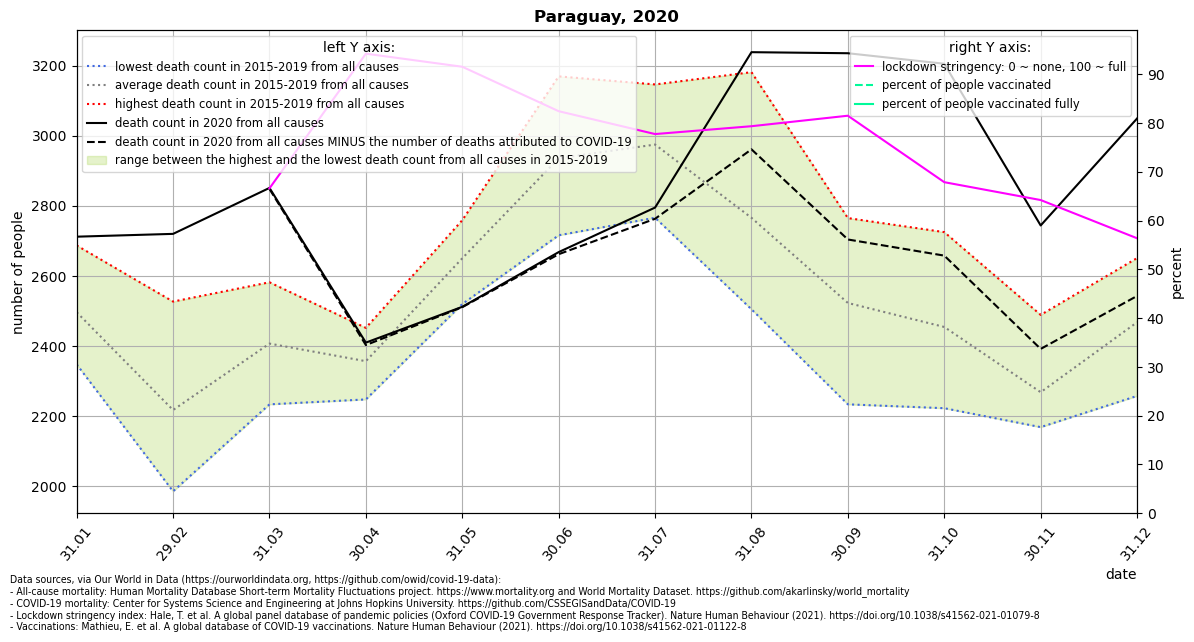 Paraguay, 2020
left Y axis:
lowest death count in 2015-2019 from all causes
average death count in 2015-2019 from all causes
highest death count in 2015-2019 from all causes
death count in 2020 from all causes
death count in 2020 from all causes MINUS the number of deaths attributed to COVID-19
range between the highest and the lowest death count from all causes in 2015-2019
right Y axis:
lockdown stringency: 0 ~ none, 100 ~ full
percent of people vaccinated
percent of people vaccinated fully
number of people
3200
3000
2800
2600
2400
2200
2000
percent
90
80
70
60
50
40
30
20
10
0
31.01
29.02
31.03
30.04
31.05
30.06
31.07
31.08
30.09
31.10
30.11
31.12
date
Data sources, via Our World in Data (https://ourworldindata.org, https://github.com/owid/covid-19-data):
- All-cause mortality: Human Mortality Database Short-term Mortality Fluctuations project. https://www.mortality.org and World Mortality Dataset. https://github.com/akarlinsky/world_mortality
- COVID-19 mortality: Center for Systems Science and Engineering at Johns Hopkins University. https://github.com/CSSEGISandData/COVID-19
- Lockdown stringency index: Hale, T. et al. A global panel database of pandemic policies (Oxford COVID-19 Government Response Tracker). Nature Human Behaviour (2021). https://doi.org/10.1038/s41562-021-01079-8
- Vaccinations: Mathieu, E. et al. A global database of COVID-19 vaccinations. Nature Human Behaviour (2021). https://doi.org/10.1038/s41562-021-01122-8